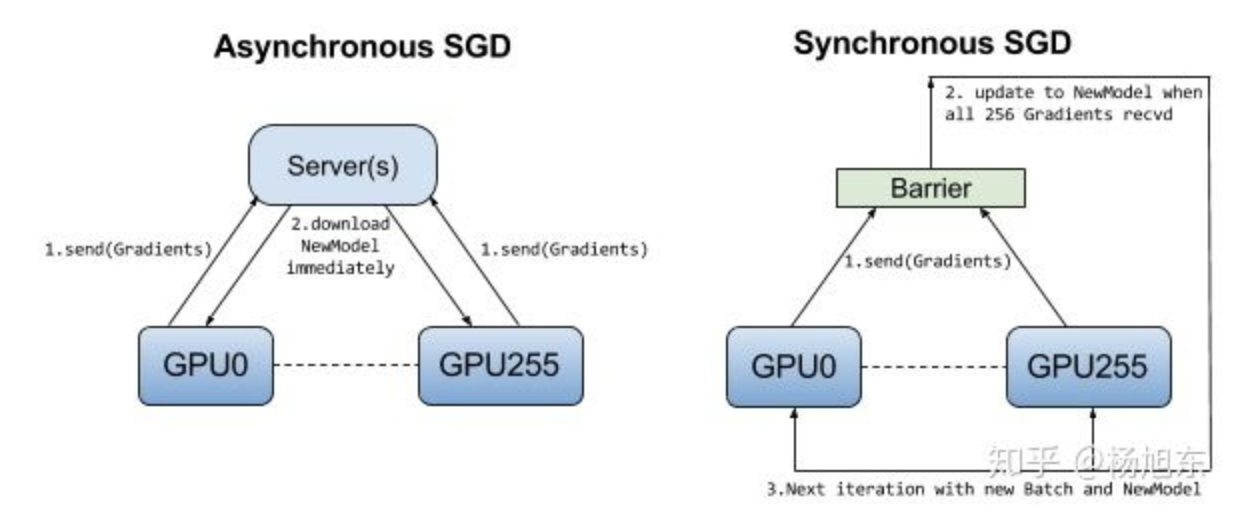 Asynchronous SGD
Server(s)
1.send(Gradients)
2.download
NewModel
immediately
1.send(Gradients)
GPU0
GPU255
Synchronous SGD
2. update to NewModel when
all 256 Gradients recvd
Barrier
1.send(Gradients)
GPU0
GPU255
3.Next iteration with new Batch and NewModel
知乎 @杨旭东